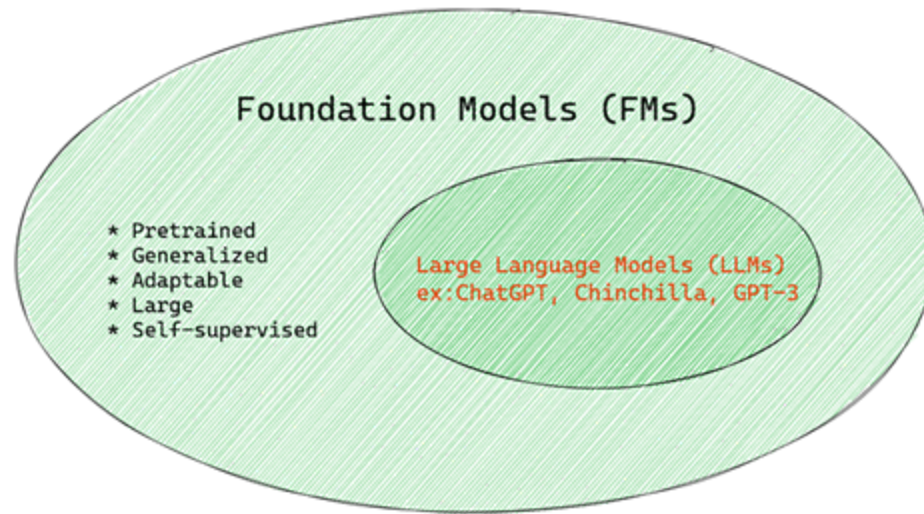 Foundation Models (FMs)
* Pretrained
* Generalized
* Adaptable
* Large
* Self-supervised
Large Language Models (LLMs)
ex:ChatGPT, Chinchilla, GPT-3